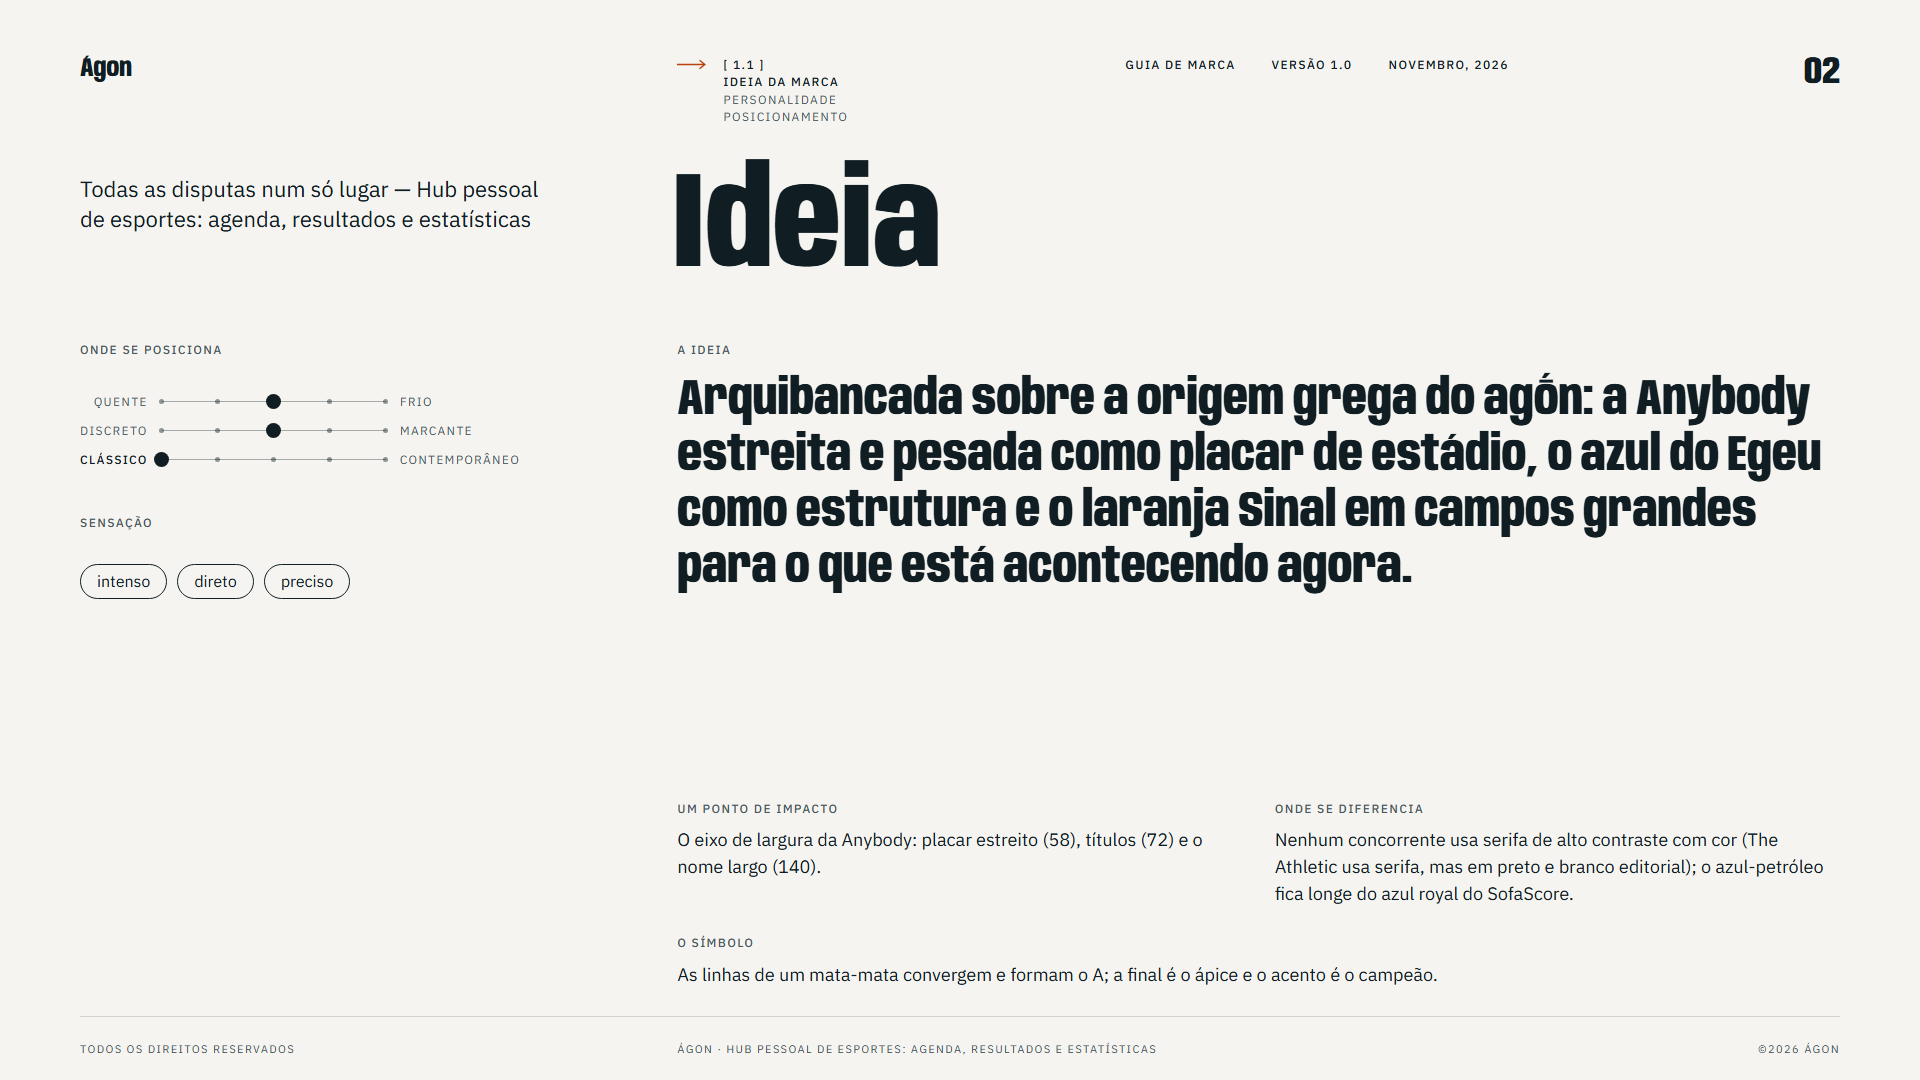 Ágon
[ 1.1 ]
IDEIA DA MARCA
PERSONALIDADE
POSICIONAMENTO
GUIA DE MARCA
VERSÃO 1.0
NOVEMBRO, 2026
02
Todas as disputas num só lugar — Hub pessoal
de esportes: agenda, resultados e estatísticas
Ideia
ONDE SE POSICIONA
QUENTE FRIO
DISCRETO MARCANTE
CLÁSSICO CONTEMPORÂNEO
SENSAÇÃO
intenso direto preciso
A IDEIA
Arquibancada sobre a origem grega do agṓn: a Anybody
estreita e pesada como placar de estádio, o azul do Egeu
como estrutura e o laranja Sinal em campos grandes
para o que está acontecendo agora.
UM PONTO DE IMPACTO
O eixo de largura da Anybody: placar estreito (58), títulos (72) e o
nome largo (140).
ONDE SE DIFERENCIA
Nenhum concorrente usa serifa de alto contraste com cor (The
Athletic usa serifa, mas em preto e branco editorial); o azul-petróleo
fica longe do azul royal do SofaScore.
O SÍMBOLO
As linhas de um mata-mata convergem e formam o A; a final é o ápice e o acento é o campeão.
TODOS OS DIREITOS RESERVADOS
ÁGON · HUB PESSOAL DE ESPORTES: AGENDA, RESULTADOS E ESTATÍSTICAS
©2026 ÁGON